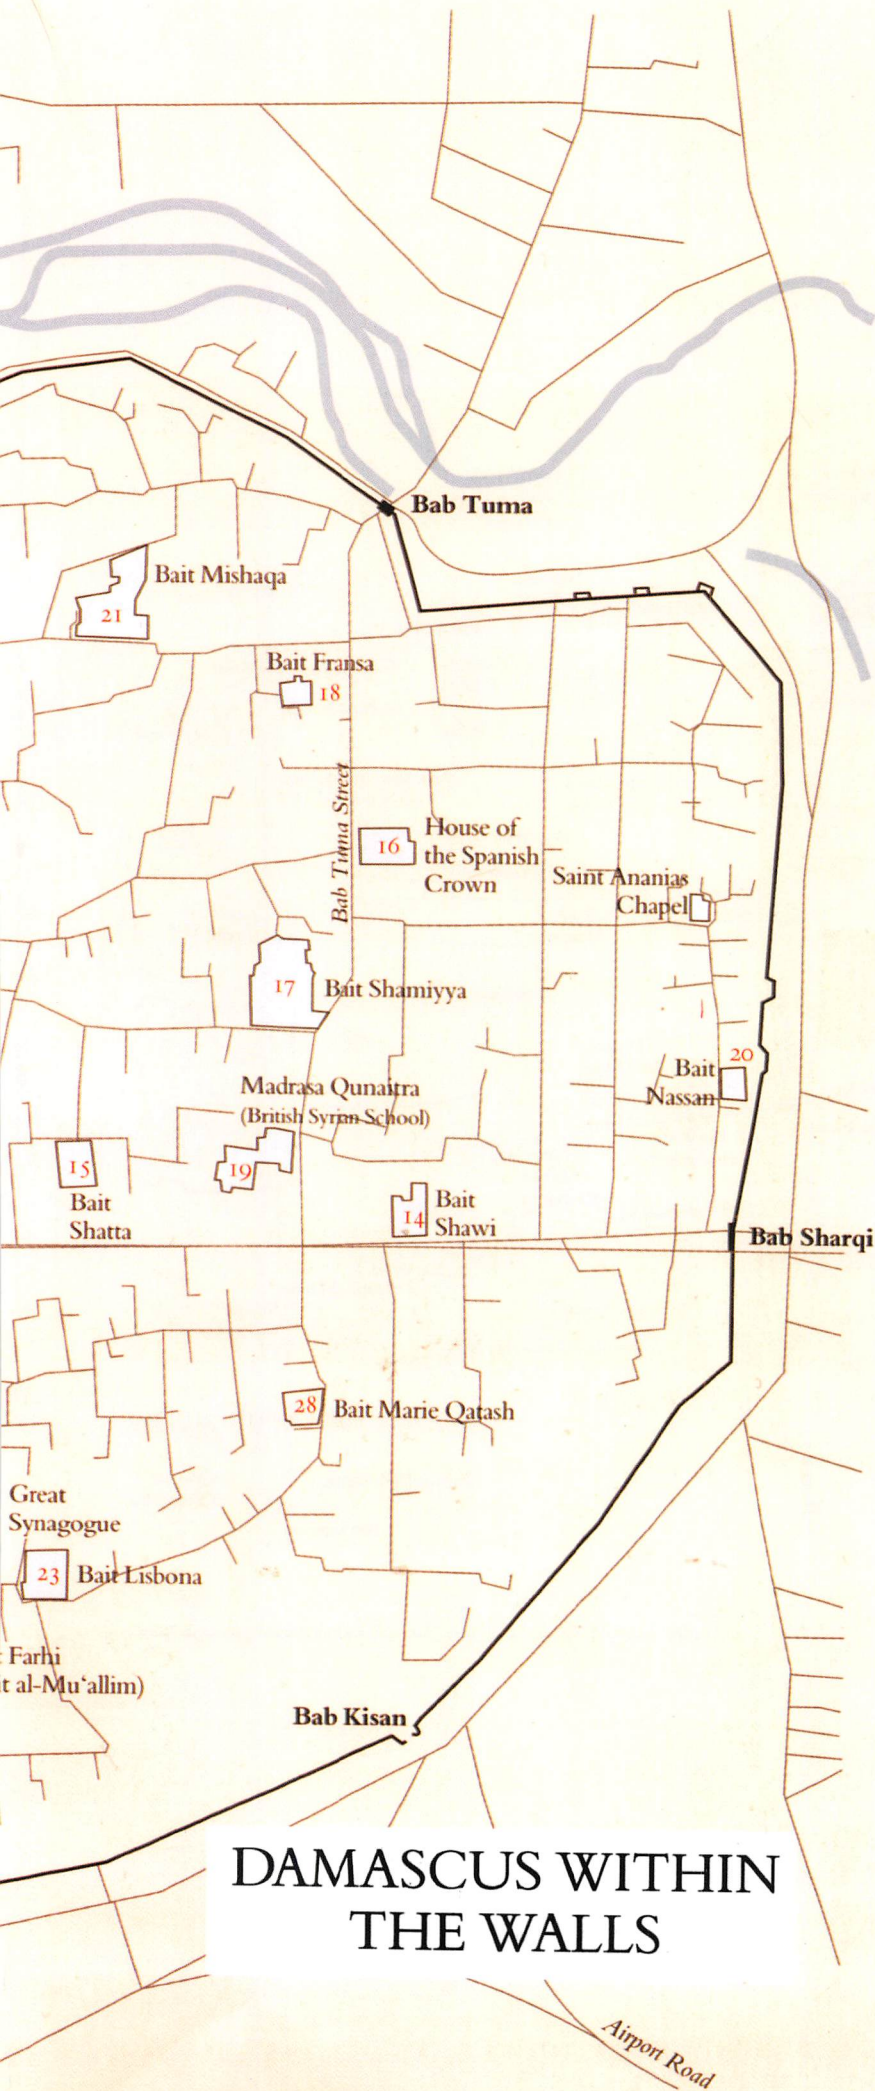 Bab Tuma
Bait Mishaqa
21
Bait Fransa
18
Bab Tuma Street
16
House of
the Spanish
Crown
Saint Ananias
Chapel
17
Bait Shamiyya
20
Bait
Nassan
Madrasa Qunaitra
(British Syrian School)
15
Bait
Shatta
19
14
Bait
Shawi
Bab Sharqi
28
Bait Marie Qatash
Great
Synagogue
23
Bait Lisbona
t Farhi
it al-Mu‘allim)
Bab Kisan
DAMASCUS WITHIN
THE WALLS
Airport Road